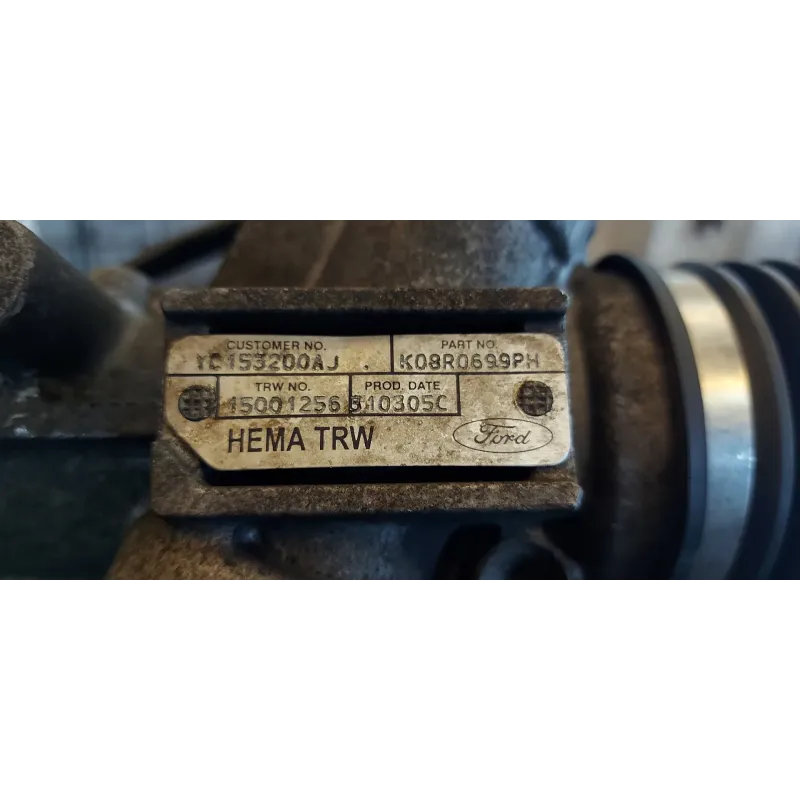 CUSTOMER NO. PART NO.
YC153200AJ . K08R0699PH
TRW NO. PROD. DATE
15001256 310305C
HEMA TRW Ford